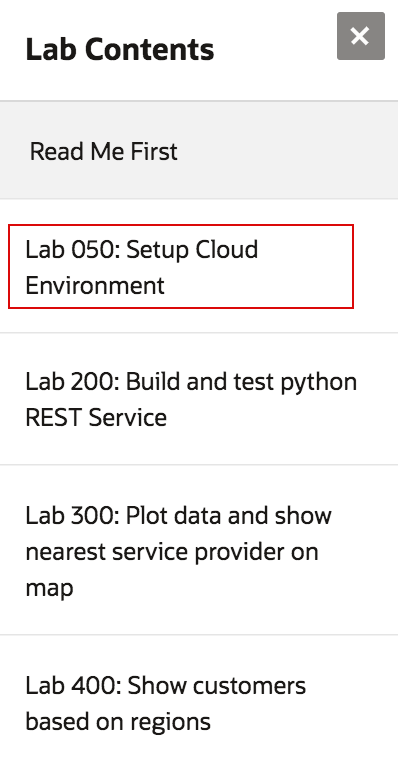 Lab Contents
Read Me First
Lab 050: Setup Cloud
Environment
Lab 200: Build and test python
REST Service
Lab 300: Plot data and show
nearest service provider on
map
Lab 400: Show customers
based on regions